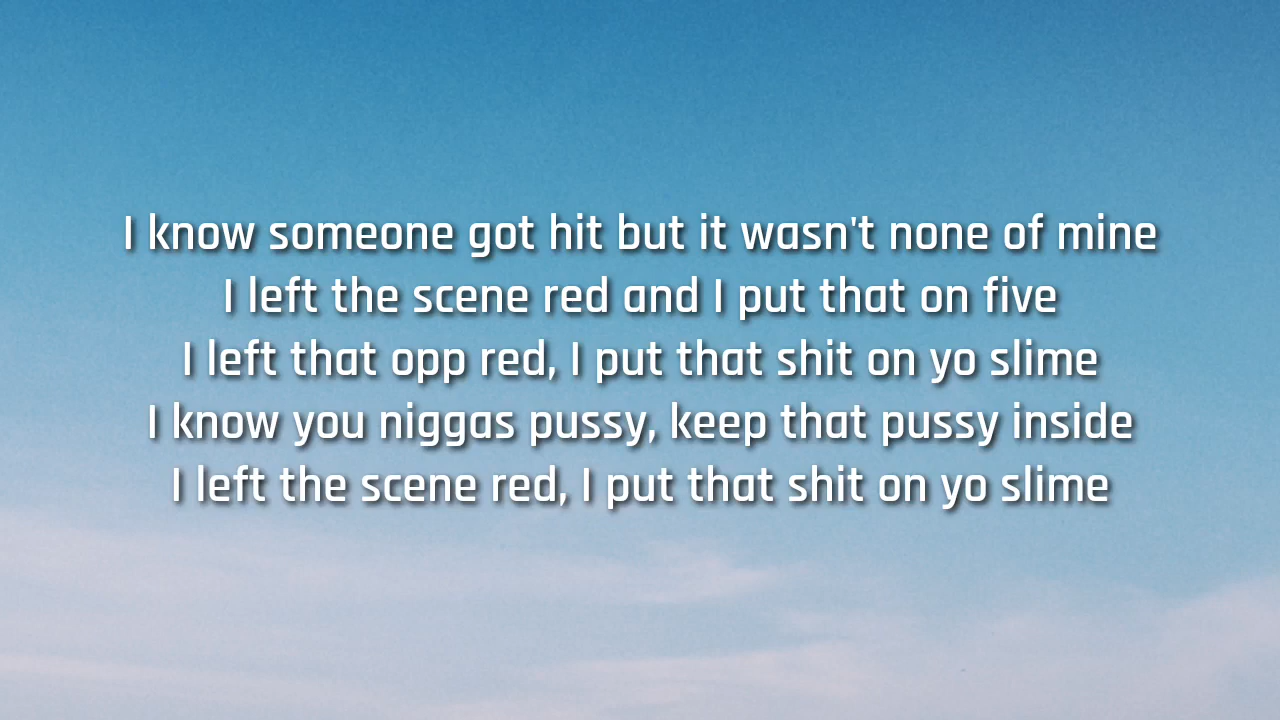 I know someone got hit but it wasn't none of mine
I left the scene red and I put that on five
I left that opp red, I put that shit on yo slime
I know you niggas pussy, keep that pussy inside
I left the scene red, I put that shit on yo slime